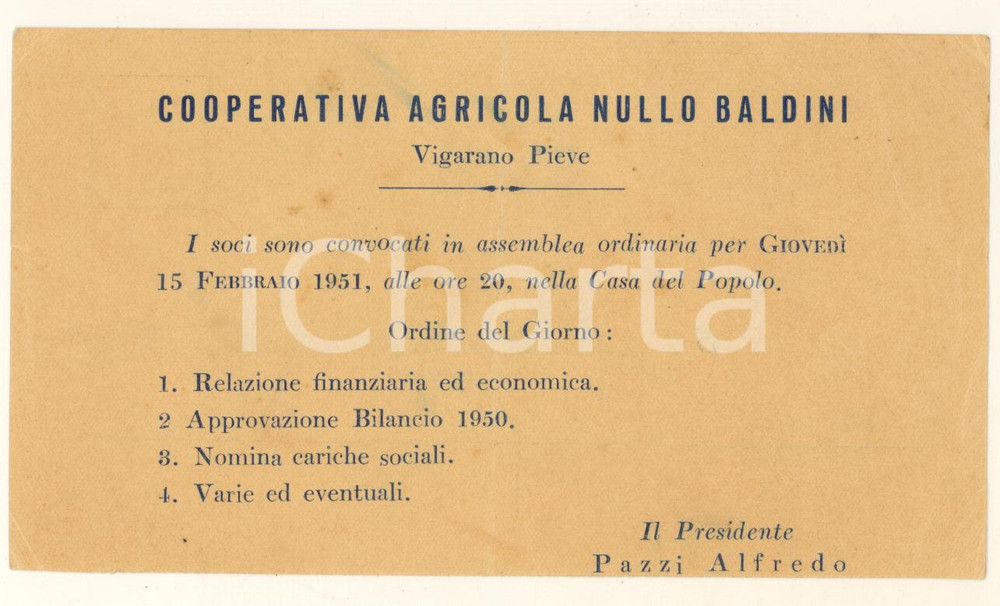 COOPERATIVA AGRICOLA NULLO BALDINI
Vigarano Pieve
I soci sono convocati in assemblea ordinaria per GIOVEDÌ
15 FEBBRAIO 1951, alle ore 20, nella Casa del Popolo.
iCharta
Ordine del Giorno :
1. Relazione finanziaria ed economica.
2 Approvazione Bilancio 1950.
3. Nomina cariche sociali.
4. Varie ed eventuali.
Il Presidente
Pazzi Alfredo